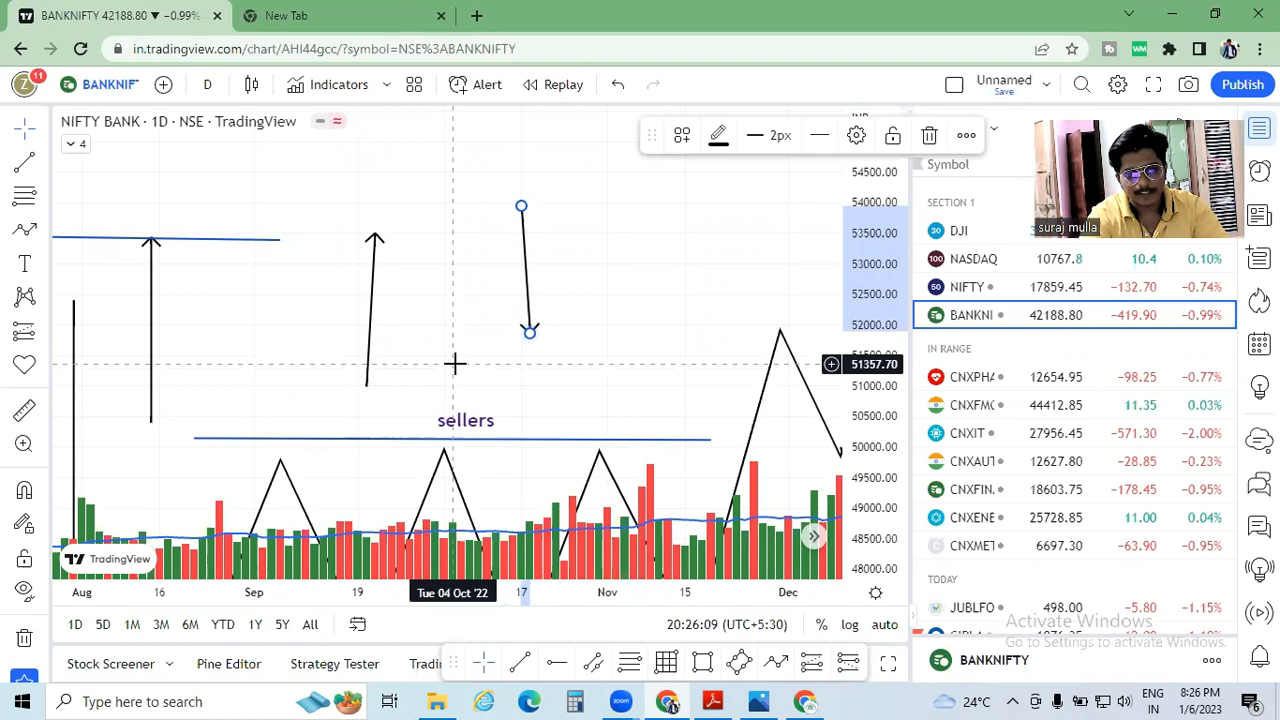 BANKNIFTY 42188.80 ▼ −0.99%
New Tab
in.tradingview.com/chart/AHI44gcc/?symbol=NSE%3ABANKNIFTY
Z
11
BANKNIF
D
Indicators
Alert
Replay
Unnamed
Save
Publish
NIFTY BANK · 1D · NSE · TradingView
4
2px
Symbol
54500.00
54000.00
53500.00
53000.00
52500.00
52000.00
51357.70
51000.00
50500.00
50000.00
49500.00
49000.00
48500.00
48000.00
sellers
suraj mulla
SECTION 1
30 DJI
100 NASDAQ 10767.8 10.4 0.10%
50 NIFTY 17859.45 −132.70 −0.74%
BANKNI 42188.80 −419.90 −0.99%
IN RANGE
CNXPHA 12654.95 −98.25 −0.77%
CNXFMC 44412.85 11.35 0.03%
CNXIT 27956.45 −571.30 −2.00%
CNXAUT 12627.80 −28.85 −0.23%
CNXFIN 18603.75 −178.45 −0.95%
CNXENE 25728.85 11.00 0.04%
CNXMET 6697.30 −63.90 −0.95%
TODAY
JUBLFO 498.00 −5.80 −1.15%
TradingView
Aug 16 Sep 19 Tue 04 Oct '22 17 Nov 15 Dec
1D 5D 1M 3M 6M YTD 1Y 5Y All
20:26:09 (UTC+5:30) % log auto
Activate Windows
Go to Settings to activate Windows.
Stock Screener
Pine Editor
Strategy Tester
BANKNIFTY
Type here to search
zoom
24°C
ENG
IN
8:26 PM
1/6/2023
6